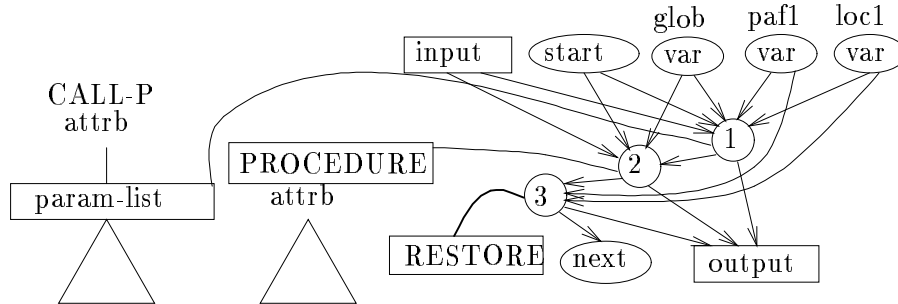 glob paf1 loc1
input start var var var
CALL-P
attrb
1
PROCEDURE 2
param-list attrb 3
RESTORE next output